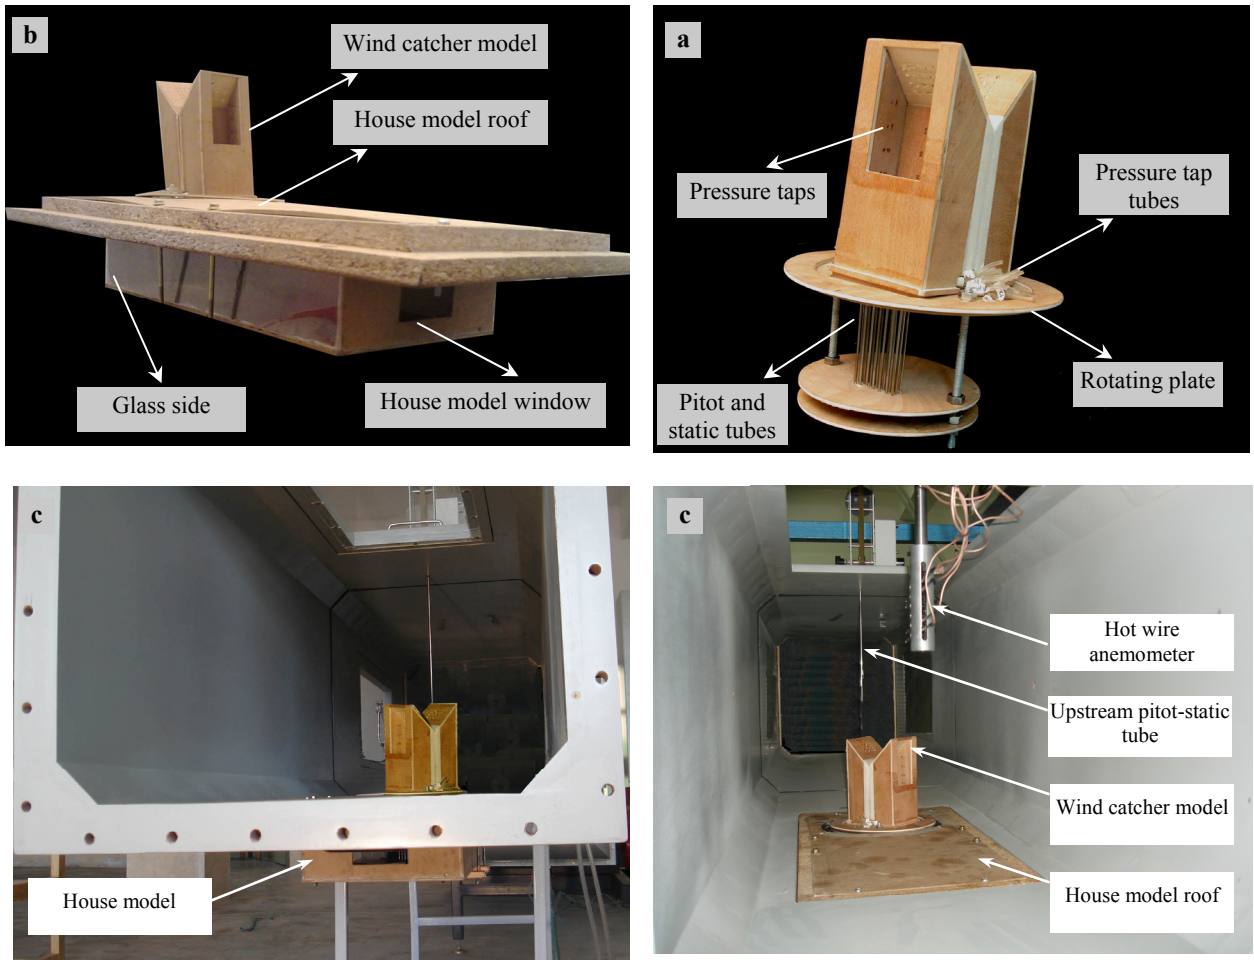 b
Wind catcher model
House model roof
Glass side
House model window
a
Pressure taps
Pressure tap
tubes
Rotating plate
Pitot and
static tubes
c
House model
c
Hot wire
anemometer
Upstream pitot-static
tube
Wind catcher model
House model roof